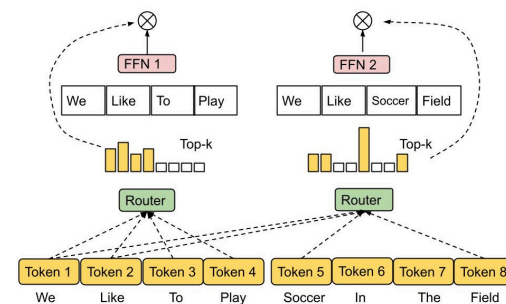 FFN 1 FFN 2
We Like To Play We Like Soccer Field
Top-k Top-k
Router Router
Token 1 Token 2 Token 3 Token 4 Token 5 Token 6 Token 7 Token 8
We Like To Play Soccer In The Field